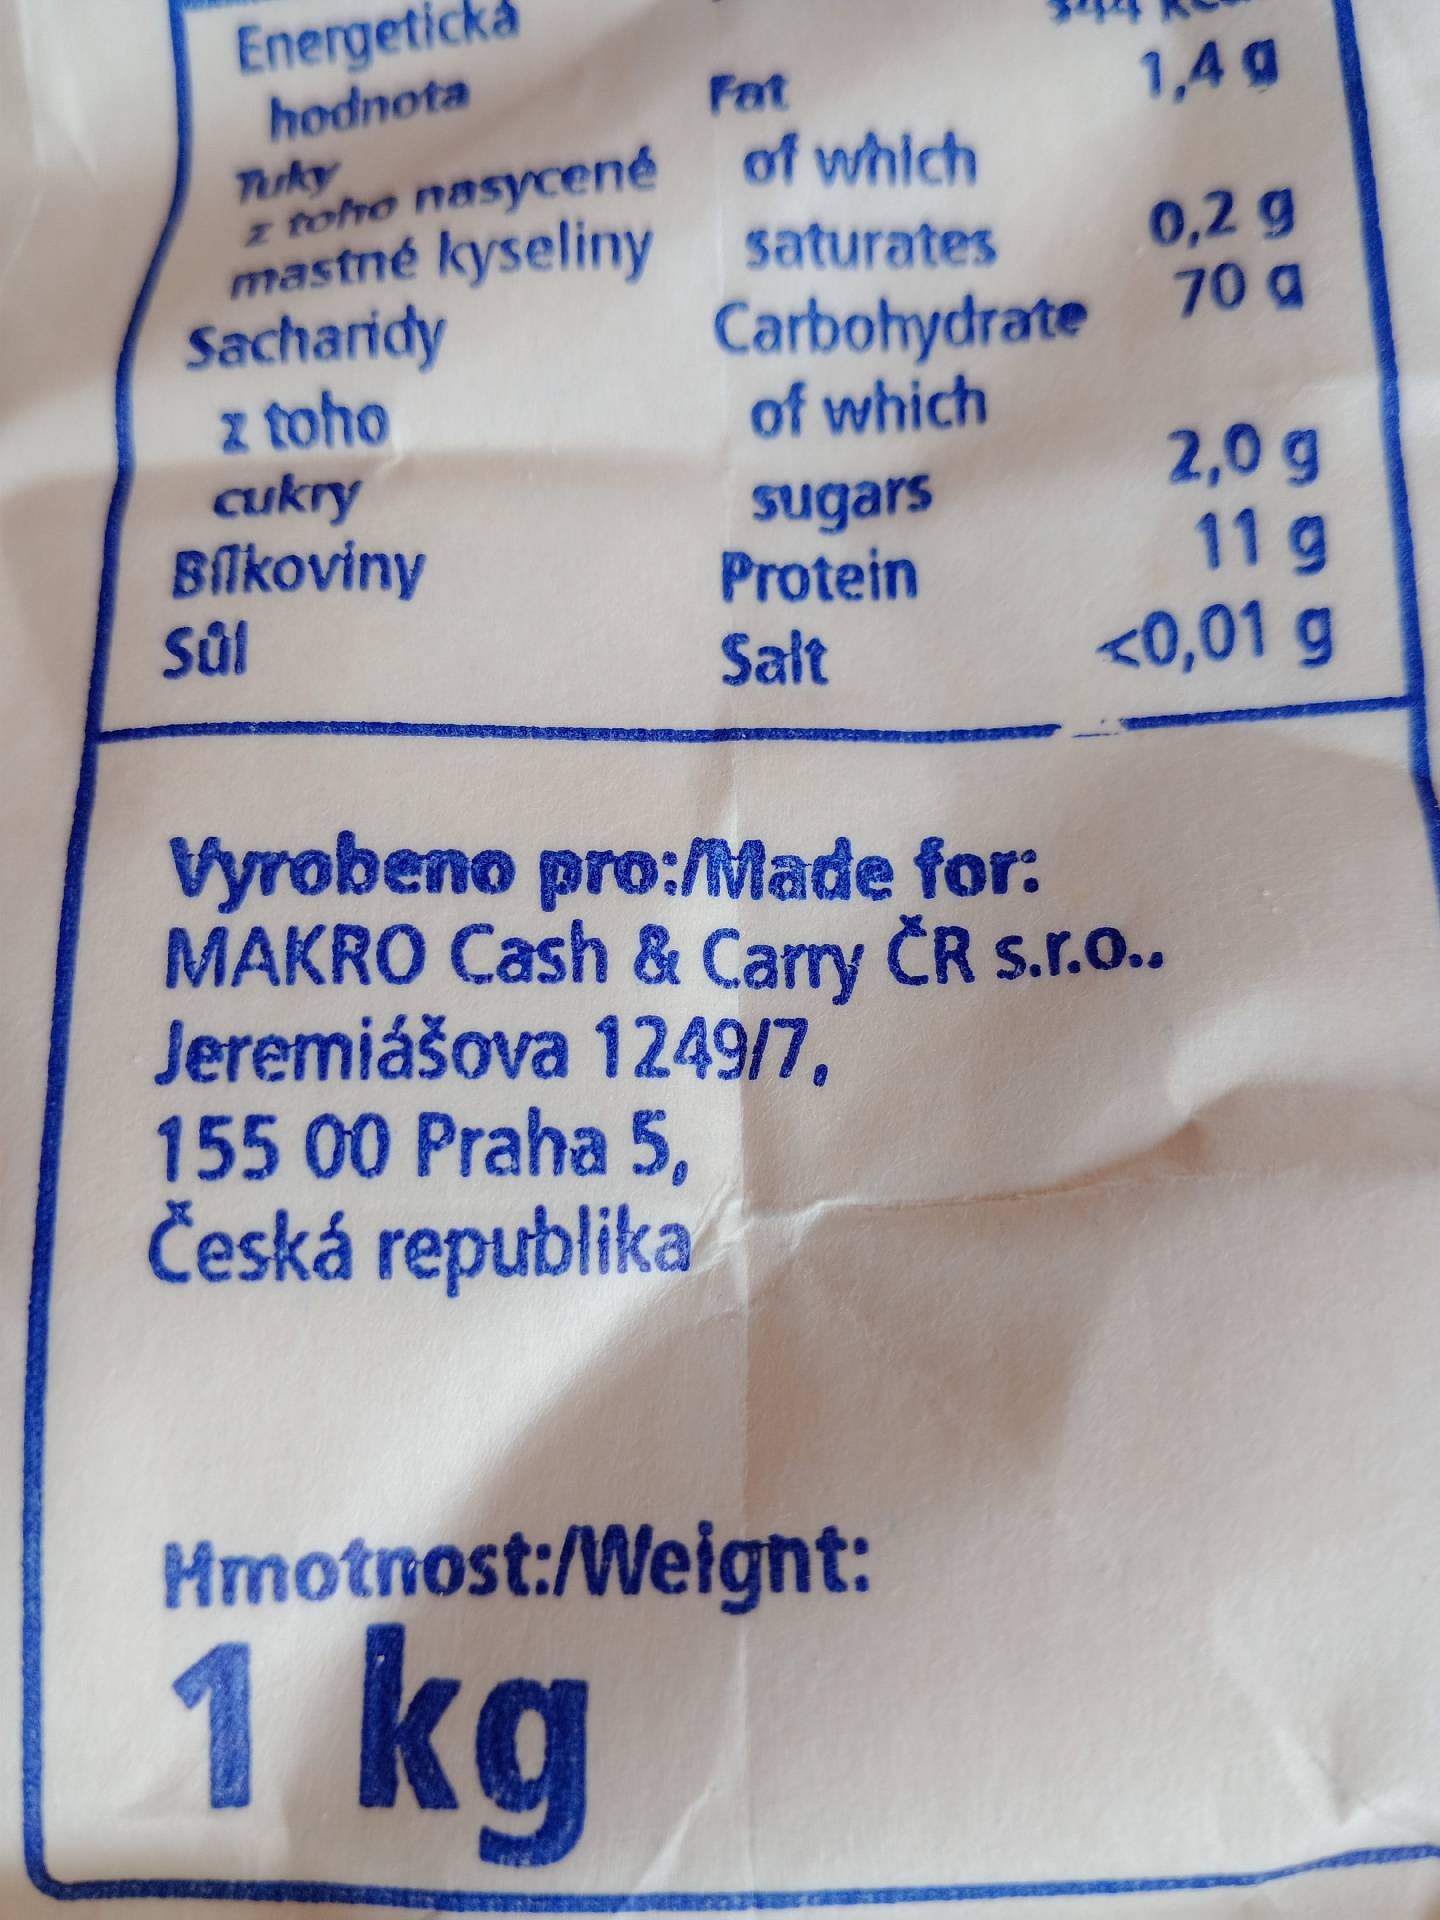 Energetická
hodnota
Fat 1,4 g
Tuky of which
z toho nasycené
mastné kyseliny saturates 0,2 g
Sacharidy Carbohydrate 70 g
z toho of which
cukry sugars 2,0 g
Bílkoviny Protein 11 g
Sůl Salt <0,01 g
Vyrobeno pro:/Made for:
MAKRO Cash & Carry ČR s.r.o.,
Jeremiášova 1249/7,
155 00 Praha 5,
Česká republika
Hmotnost:/Weight:
1 kg